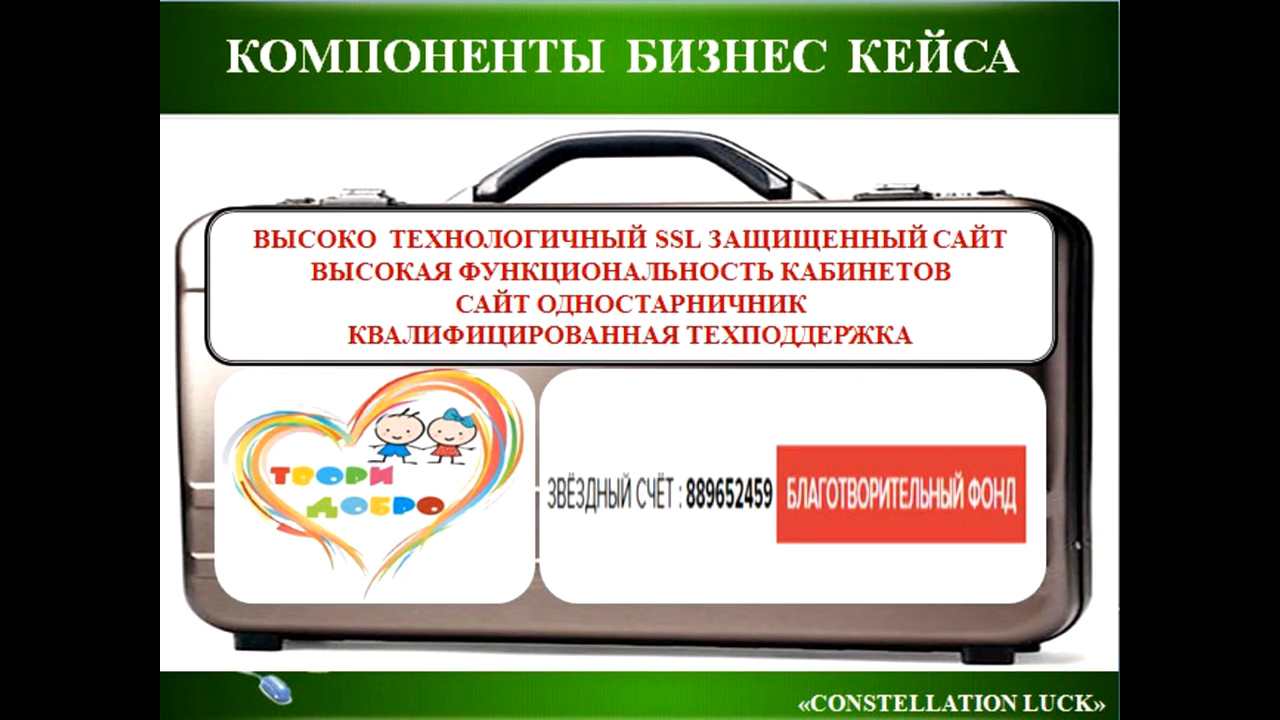 КОМПОНЕНТЫ БИЗНЕС КЕЙСА
ВЫСОКО ТЕХНОЛОГИЧНЫЙ SSL ЗАЩИЩЕННЫЙ САЙТ
ВЫСОКАЯ ФУНКЦИОНАЛЬНОСТЬ КАБИНЕТОВ
САЙТ ОДНОСТАРНИЧНИК
КВАЛИФИЦИРОВАННАЯ ТЕХПОДДЕРЖКА
ТВОРИ
ДОБРО
ЗВЁЗДНЫЙ СЧЁТ : 889652459
БЛАГОТВОРИТЕЛЬНЫЙ ФОНД
«CONSTELLATION LUCK»